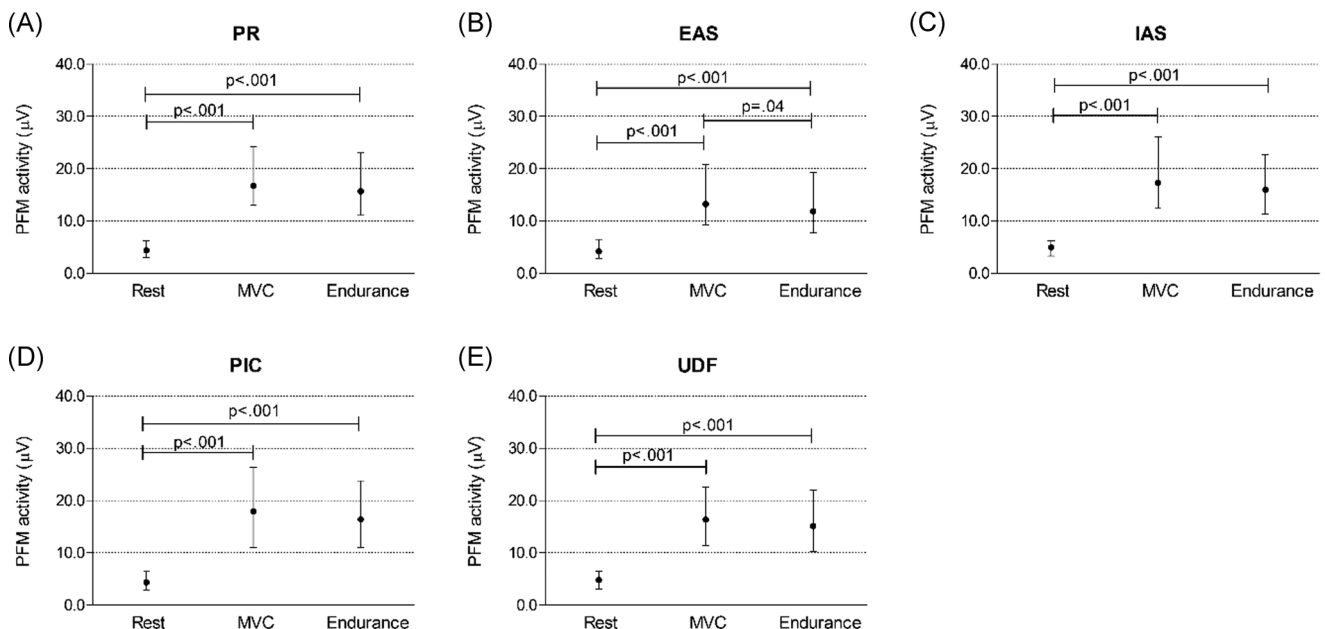 (A)
PR
PFM activity (μV)
40.0
30.0
20.0
10.0
0.0
p<.001
p<.001
Rest MVC Endurance
(B)
EAS
PFM activity (μV)
40.0
30.0
20.0
10.0
0.0
p<.001
p=.04
p<.001
Rest MVC Endurance
(C)
IAS
PFM activity (μV)
40.0
30.0
20.0
10.0
0.0
p<.001
p<.001
Rest MVC Endurance
(D)
PIC
PFM activity (μV)
40.0
30.0
20.0
10.0
0.0
p<.001
p<.001
Rest MVC Endurance
(E)
UDF
PFM activity (μV)
40.0
30.0
20.0
10.0
0.0
p<.001
p<.001
Rest MVC Endurance